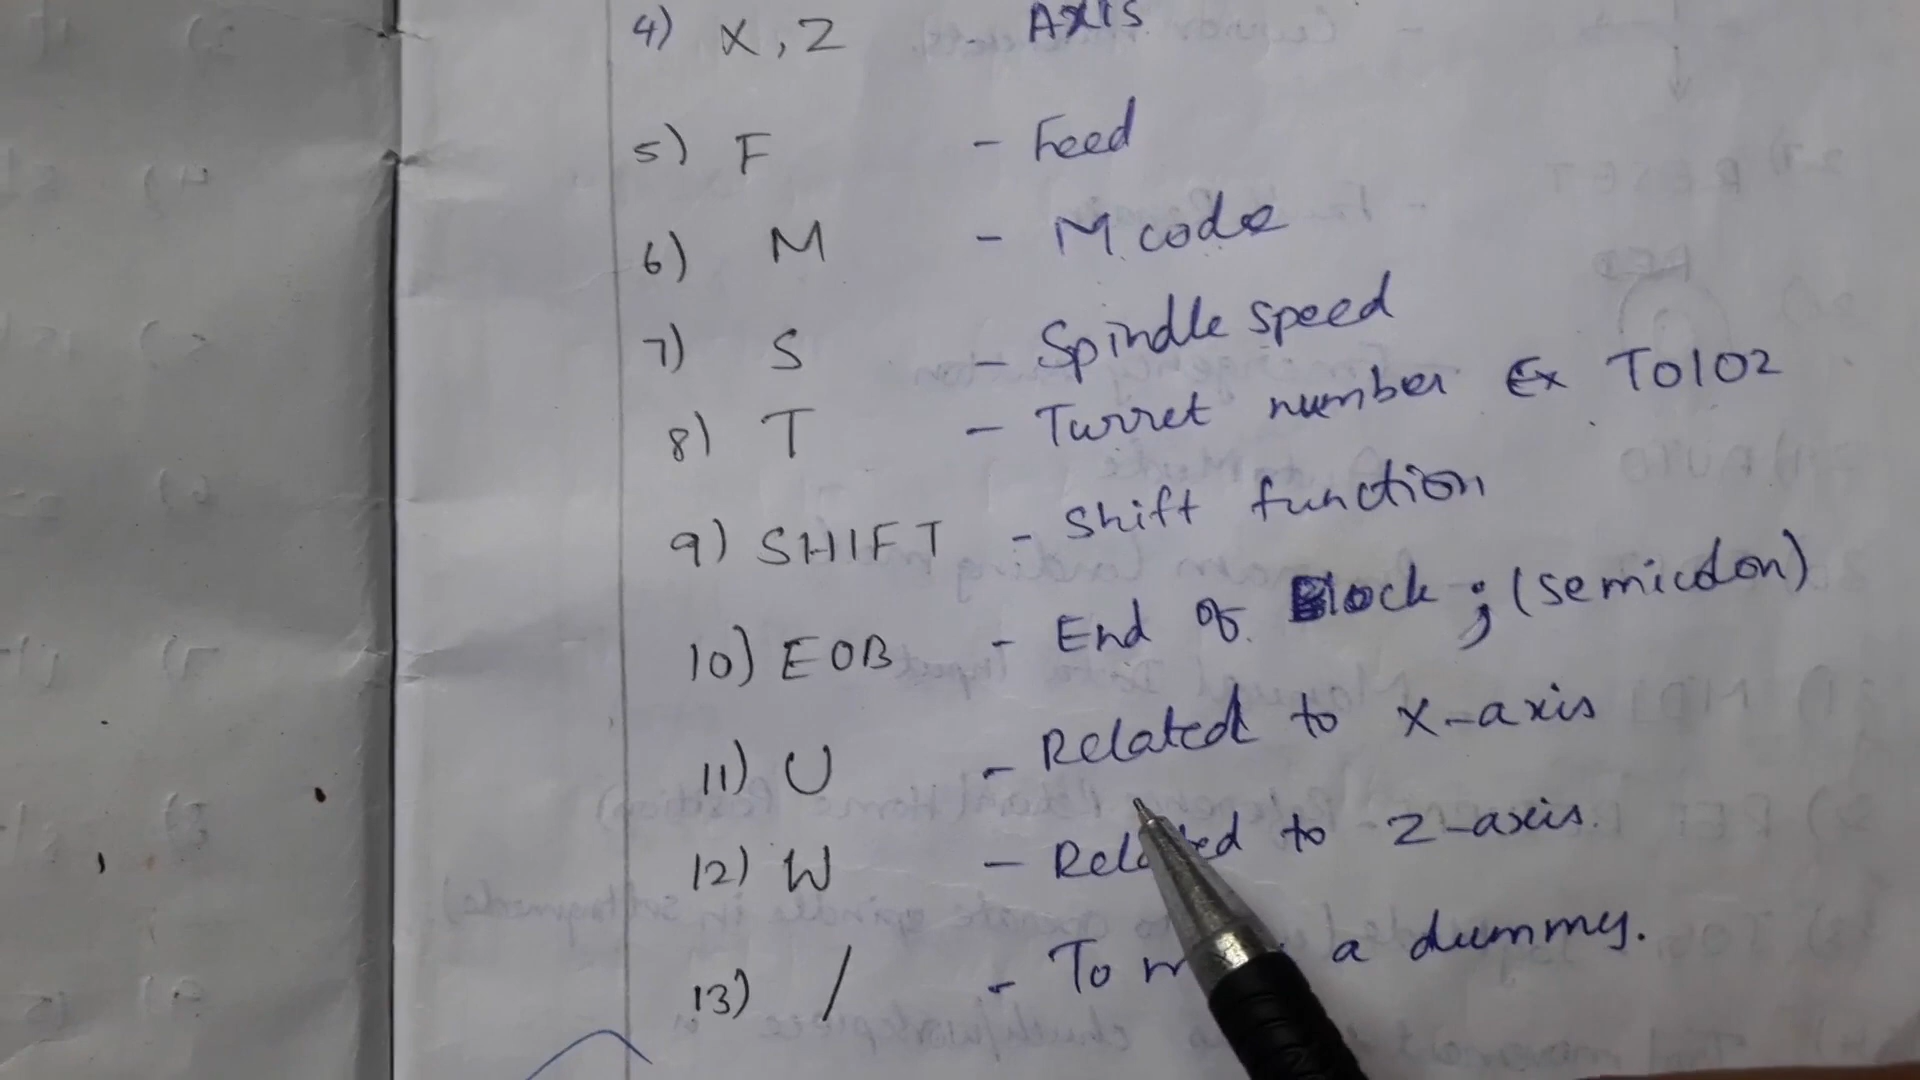 4) X, Z - AXIS
5) F - Feed
6) M - M code
7) S - Spindle speed
8) T - Turret number Ex T0102
9) SHIFT - Shift function
10) EOB - End of Block ; (semicolon)
11) U - Related to X-axis
12) W - Related to Z-axis.
13) / - To a dummy.